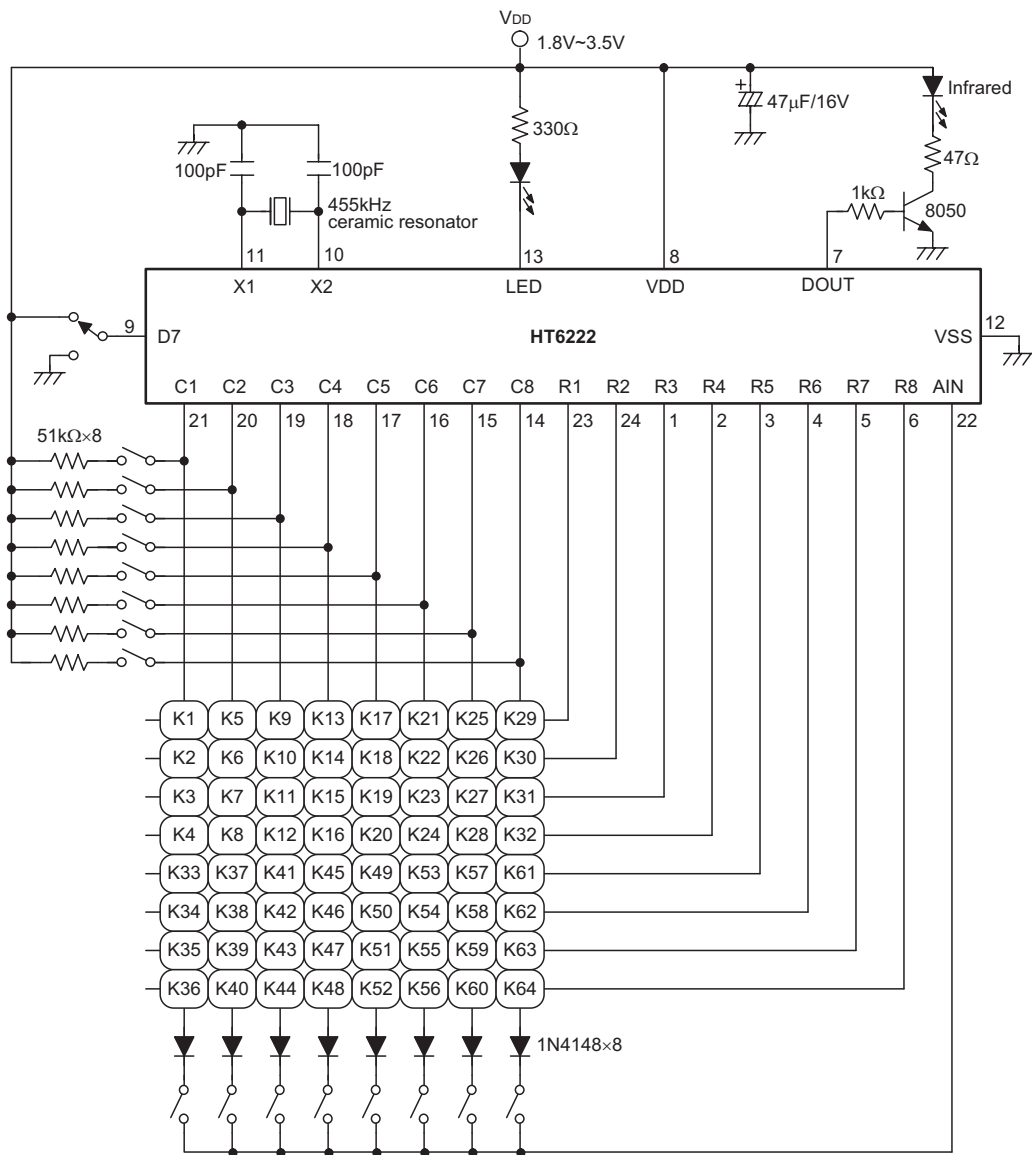 VDD
1.8V~3.5V
Infrared
47µF/16V
330Ω
47Ω
100pF 100pF
1kΩ
455kHz
ceramic resonator
8050
11 10 13 8 7
X1 X2 LED VDD DOUT
9 D7 HT6222 VSS 12
C1 C2 C3 C4 C5 C6 C7 C8 R1 R2 R3 R4 R5 R6 R7 R8 AIN
21 20 19 18 17 16 15 14 23 24 1 2 3 4 5 6 22
51kΩ×8
K1 K5 K9 K13 K17 K21 K25 K29
K2 K6 K10 K14 K18 K22 K26 K30
K3 K7 K11 K15 K19 K23 K27 K31
K4 K8 K12 K16 K20 K24 K28 K32
K33 K37 K41 K45 K49 K53 K57 K61
K34 K38 K42 K46 K50 K54 K58 K62
K35 K39 K43 K47 K51 K55 K59 K63
K36 K40 K44 K48 K52 K56 K60 K64
1N4148×8